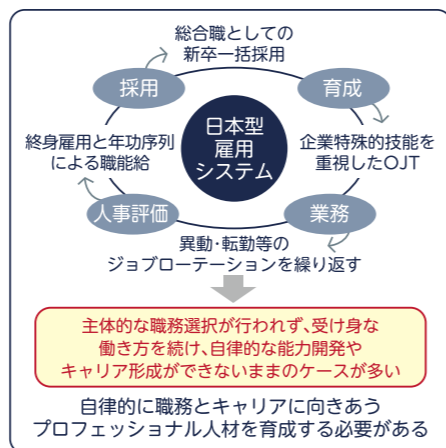 総合職としての
新卒一括採用
採用
育成
日本型
雇用
システム
終身雇用と年功序列
による職能給
企業特殊的技能を
重視したOJT
人事評価
業務
異動・転勤等の
ジョブローテーションを繰り返す
主体的な職務選択が行われず、受け身な
働き方を続け、自律的な能力開発や
キャリア形成ができないままのケースが多い
自律的に職務とキャリアに向きあう
プロフェッショナル人材を育成する必要がある